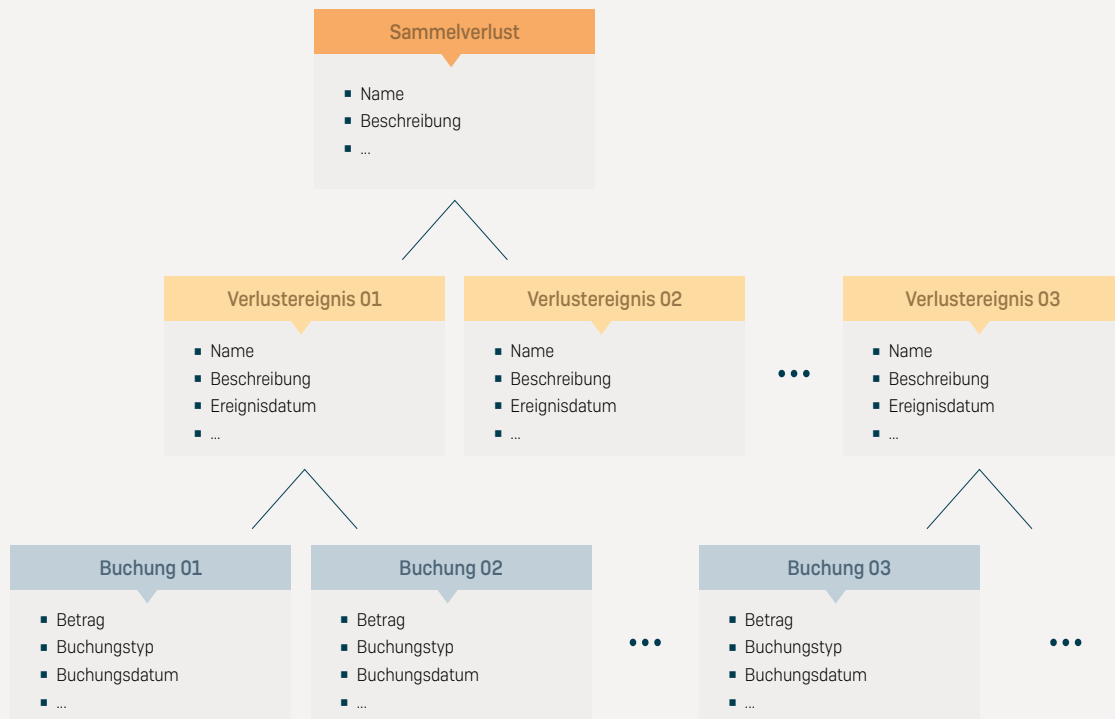 Sammelverlust
▪ Name
▪ Beschreibung
▪ ...
Verlustereignis 01
▪ Name
▪ Beschreibung
▪ Ereignisdatum
▪ ...
Verlustereignis 02
▪ Name
▪ Beschreibung
▪ Ereignisdatum
▪ ...
•••
Verlustereignis 03
▪ Name
▪ Beschreibung
▪ Ereignisdatum
▪ ...
Buchung 01
▪ Betrag
▪ Buchungstyp
▪ Buchungsdatum
▪ ...
Buchung 02
▪ Betrag
▪ Buchungstyp
▪ Buchungsdatum
▪ ...
•••
Buchung 03
▪ Betrag
▪ Buchungstyp
▪ Buchungsdatum
▪ ...
•••